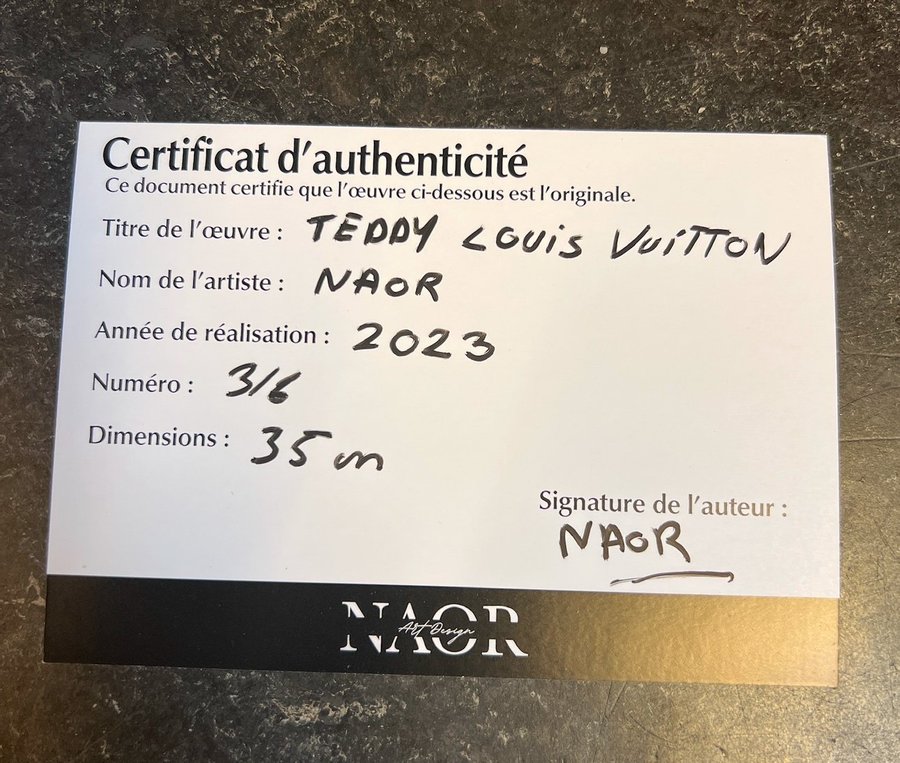 Certificat d'authenticité
Ce document certifie que l'œuvre ci-dessous est l'originale.
Titre de l'œuvre : TEDDY LOUIS VUITTON
Nom de l'artiste : NAOR
Année de réalisation : 2023
Numéro : 3/6
Dimensions : 35 cm
Signature de l'auteur :
NAOR
NAOR
Art Design